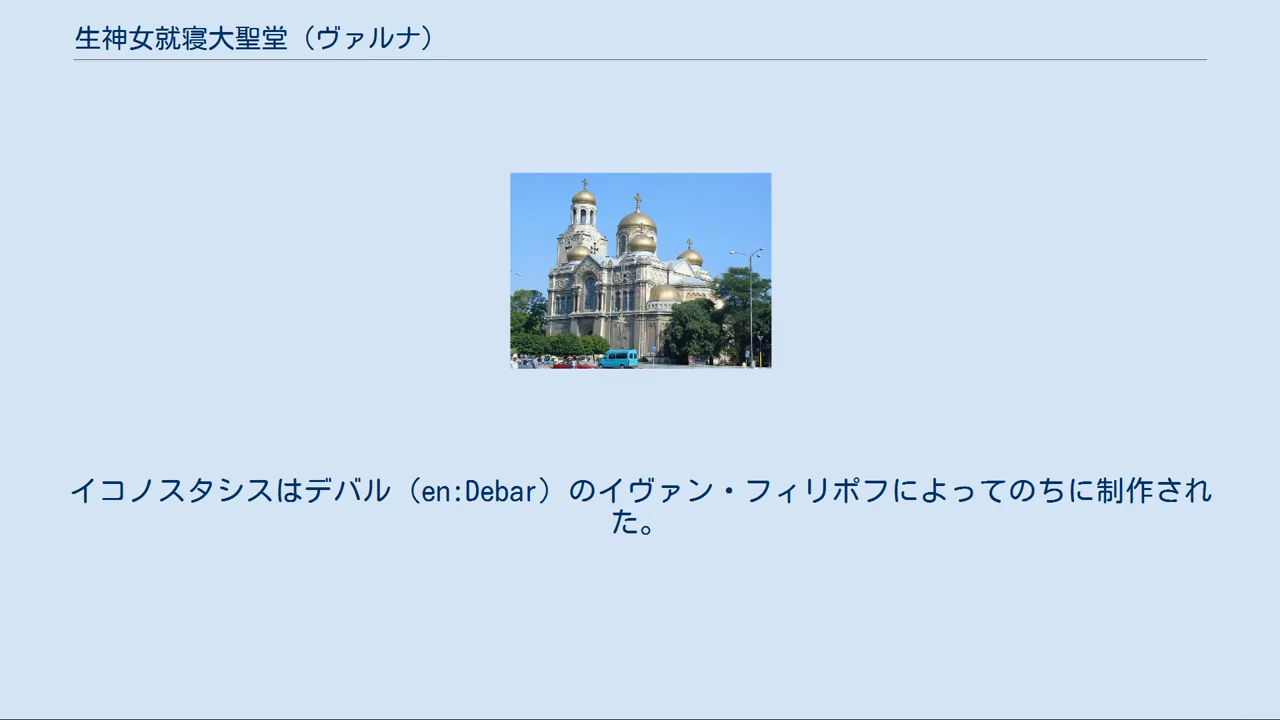 生神女就寝大聖堂（ヴァルナ）
イコノスタシスはデバル（en:Debar）のイヴァン・フィリポフによってのちに制作され
た。